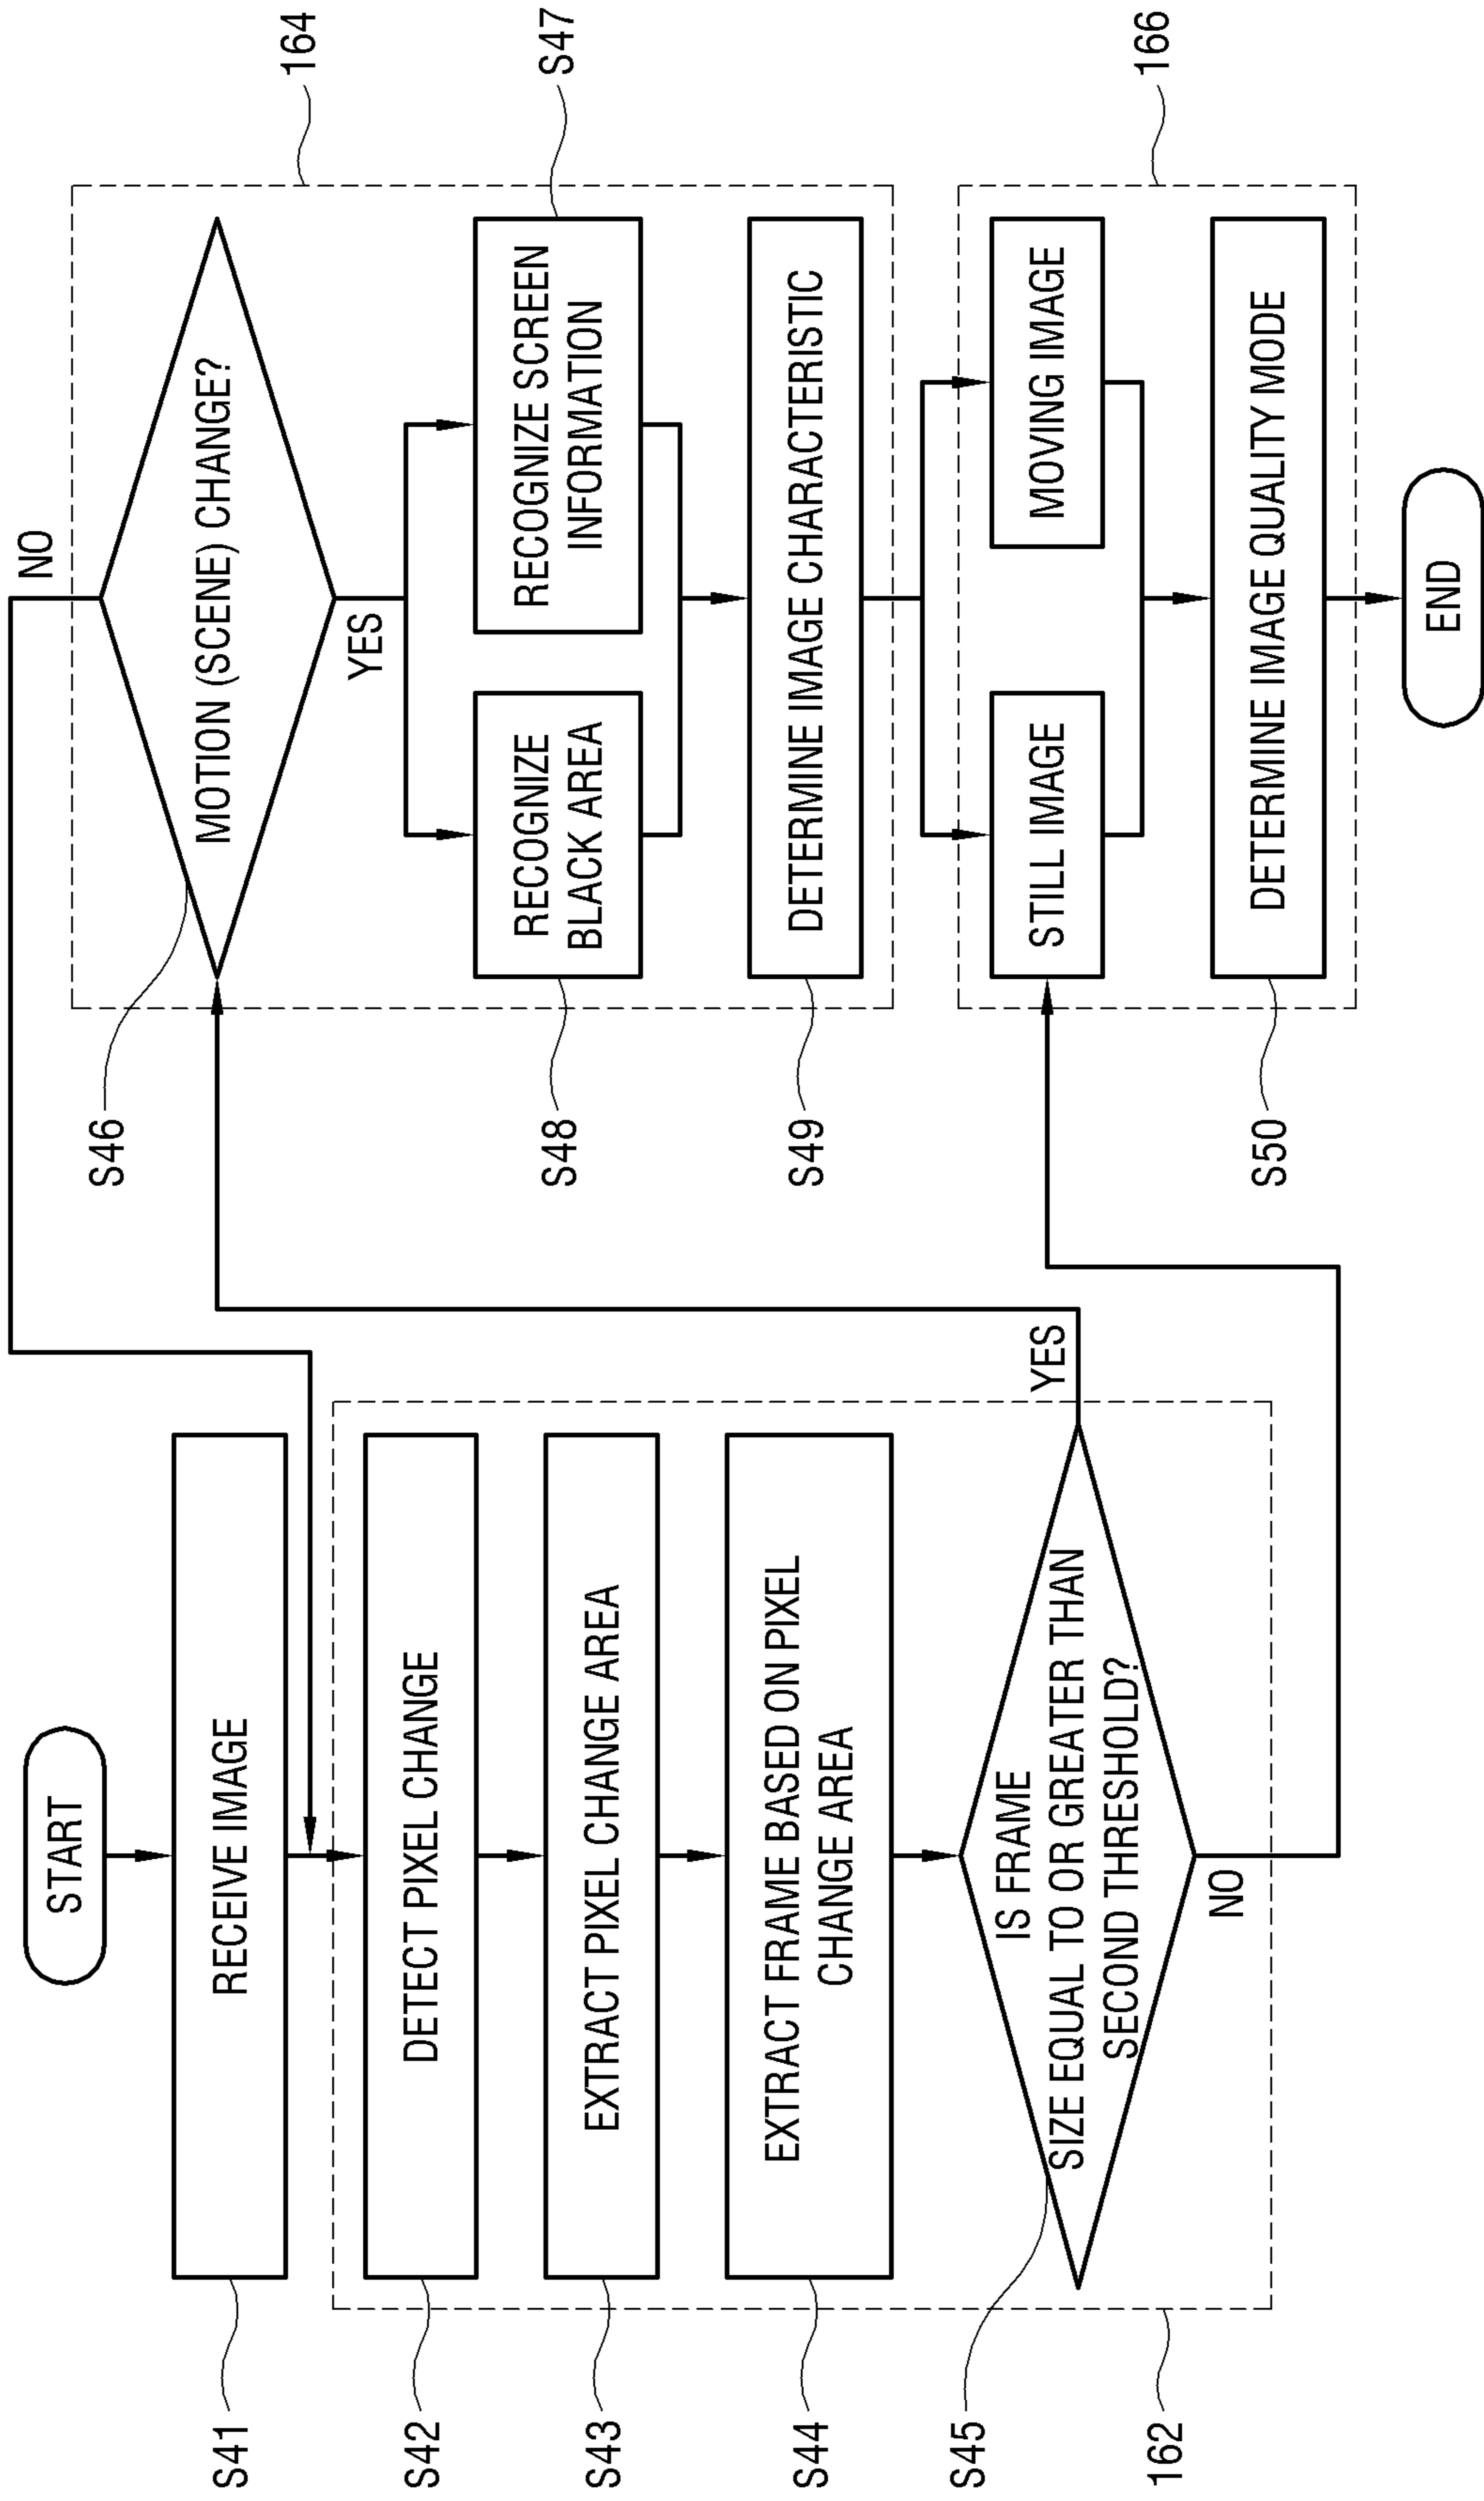 START
S41
RECEIVE IMAGE
S42
DETECT PIXEL CHANGE
S43
EXTRACT PIXEL CHANGE AREA
S44
EXTRACT FRAME BASED ON PIXEL
CHANGE AREA
S45
IS FRAME
SIZE EQUAL TO OR GREATER THAN
SECOND THRESHOLD?
YES
NO
162
NO
S46
MOTION (SCENE) CHANGE?
164
YES
S48
RECOGNIZE
BLACK AREA
RECOGNIZE SCREEN
INFORMATION
S47
S49
DETERMINE IMAGE CHARACTERISTIC
STILL IMAGE
MOVING IMAGE
166
S50
DETERMINE IMAGE QUALITY MODE
END